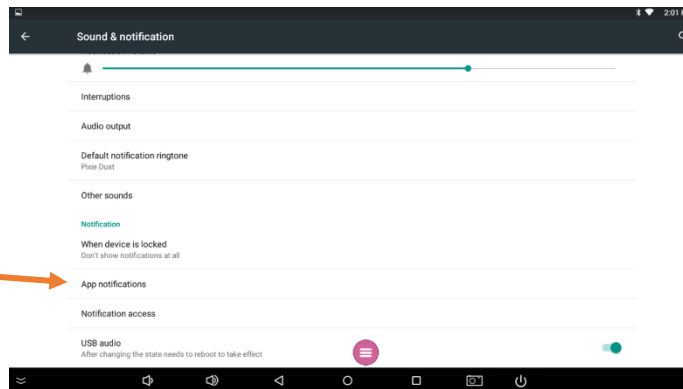 2:01
Sound & notification
Interruptions
Audio output
Default notification ringtone
Pixie Dust
Other sounds
Notification
When device is locked
Don't show notifications at all
App notifications
Notification access
USB audio
After changing the state needs to reboot to take effect